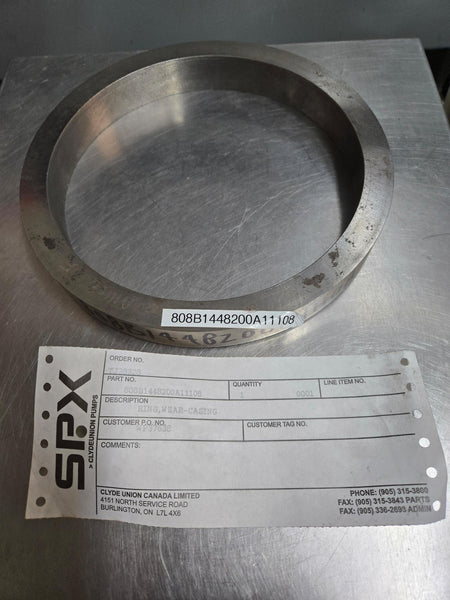 808B1448200A11108
SPX
> CLYDEUNION PUMPS
ORDER NO.
PART NO.
808B1448200A11108
QUANTITY
0001
LINE ITEM NO.
DESCRIPTION
RING,WEAR-CASING
CUSTOMER P.O. NO.
CUSTOMER TAG NO.
COMMENTS:
CLYDE UNION CANADA LIMITED
4151 NORTH SERVICE ROAD
BURLINGTON, ON L7L 4X6
PHONE: (905) 315-3800
FAX: (905) 315-3843 PARTS
FAX: (905) 336-2693 ADMIN